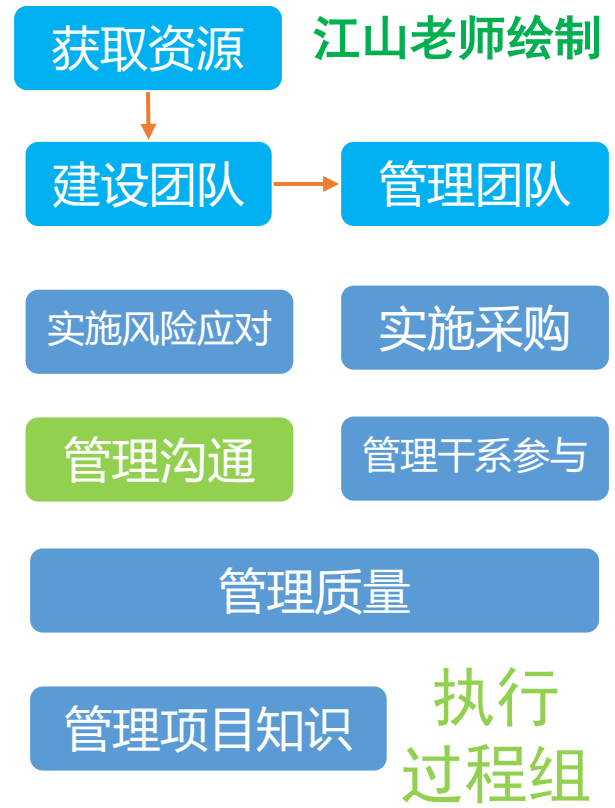 获取资源
江山老师绘制
建设团队
管理团队
实施风险应对
实施采购
管理沟通
管理干系参与
管理质量
管理项目知识
执行
过程组